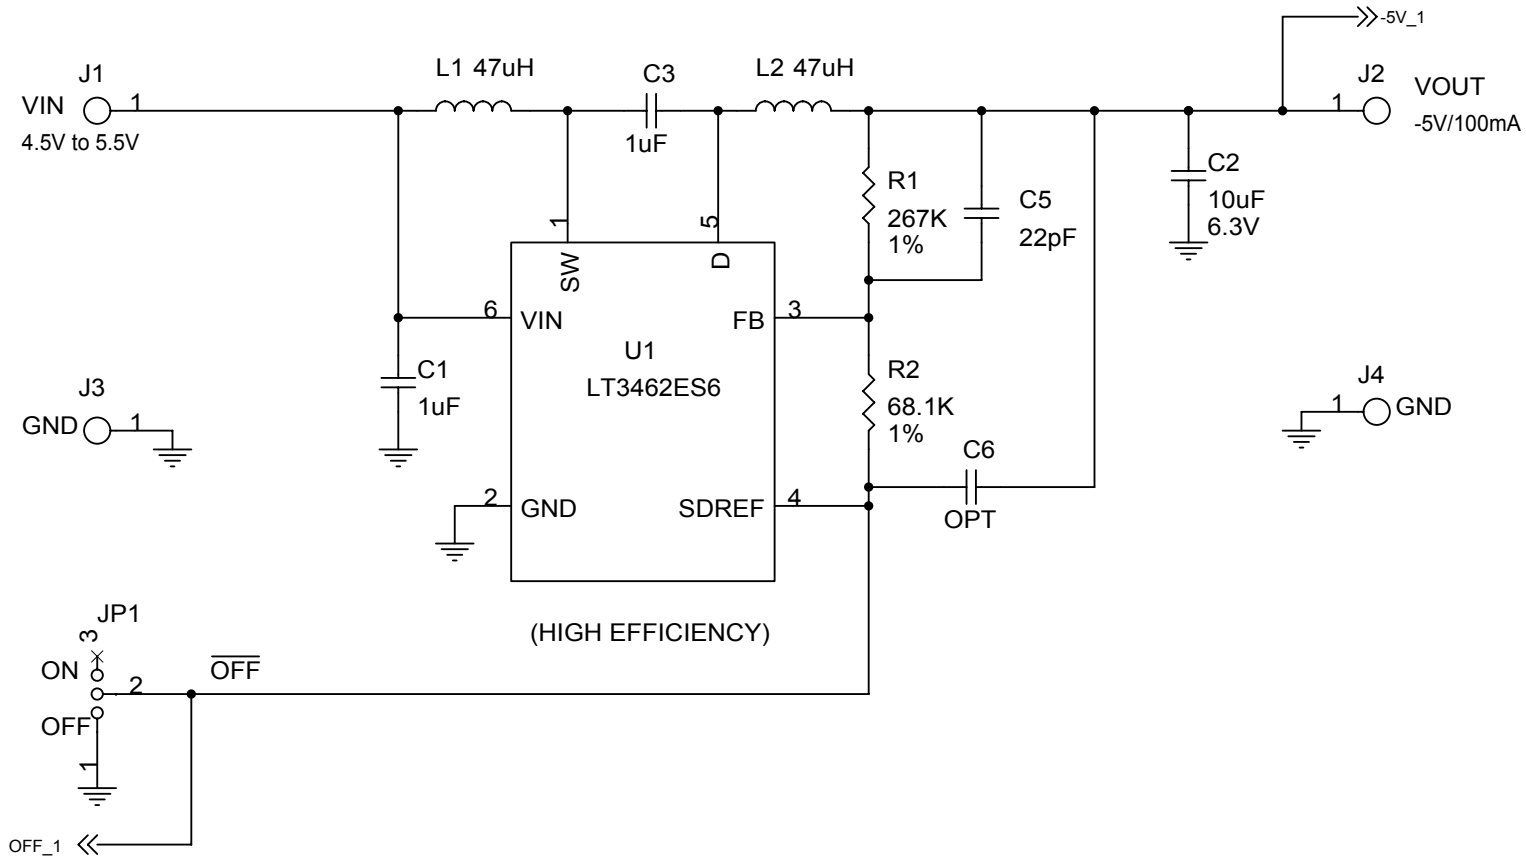 -5V_1
J1
VIN
1
4.5V to 5.5V
L1 47uH
C3
1uF
L2 47uH
J2
1
VOUT
-5V/100mA
R1
267K
1%
C5
22pF
C2
10uF
6.3V
1
SW
5
D
6
VIN
FB
3
U1
LT3462ES6
C1
1uF
R2
68.1K
1%
J3
GND
1
J4
1
GND
C6
OPT
2
GND
SDREF
4
(HIGH EFFICIENCY)
JP1
3
ON
2
OFF
OFF
1
OFF_1